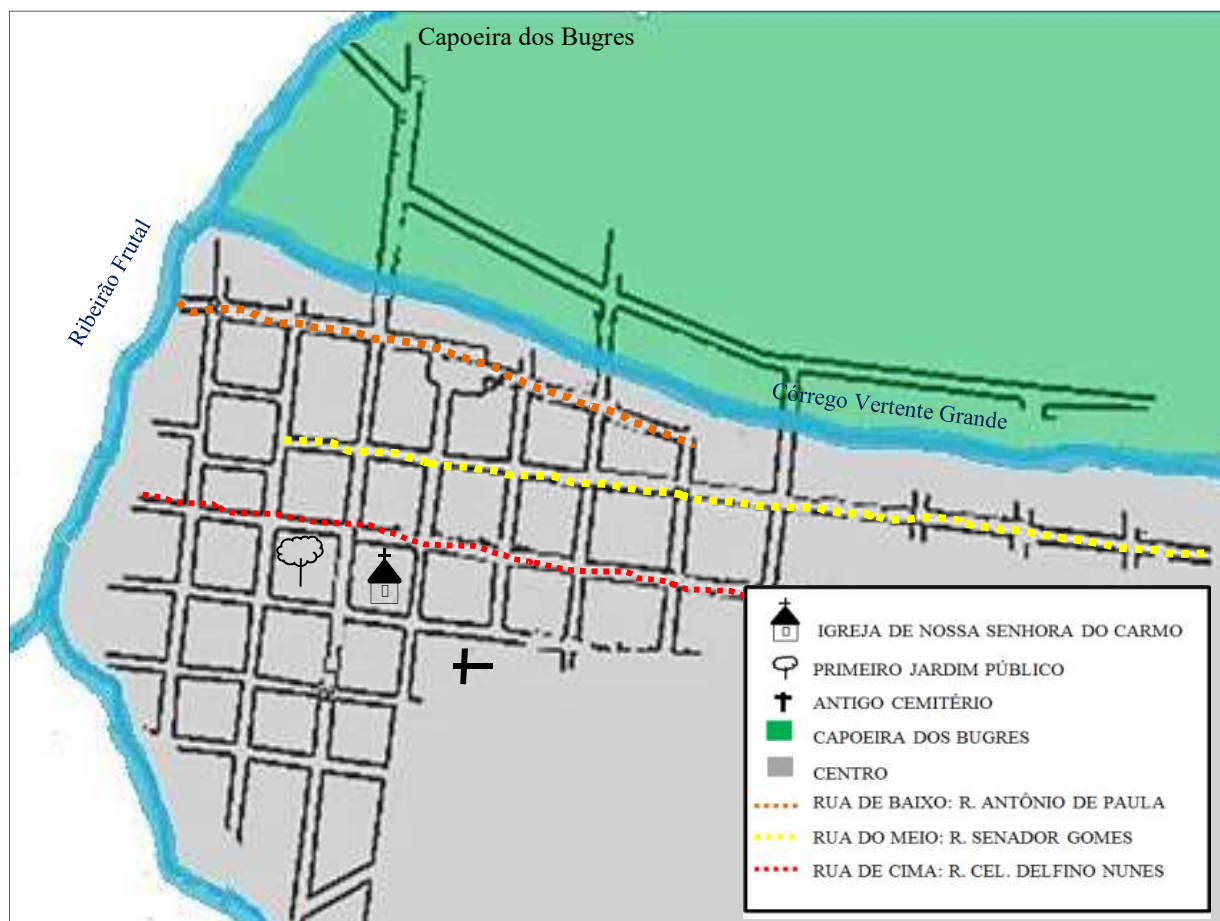 Capoeira dos Bugres
Ribeirão Frutal
Córrego Vertente Grande
IGREJA DE NOSSA SENHORA DO CARMO
PRIMEIRO JARDIM PÚBLICO
ANTIGO CEMITÉRIO
CAPOEIRA DOS BUGRES
CENTRO
RUA DE BAIXO: R. ANTÔNIO DE PAULA
RUA DO MEIO: R. SENADOR GOMES
RUA DE CIMA: R. CEL. DELFINO NUNES